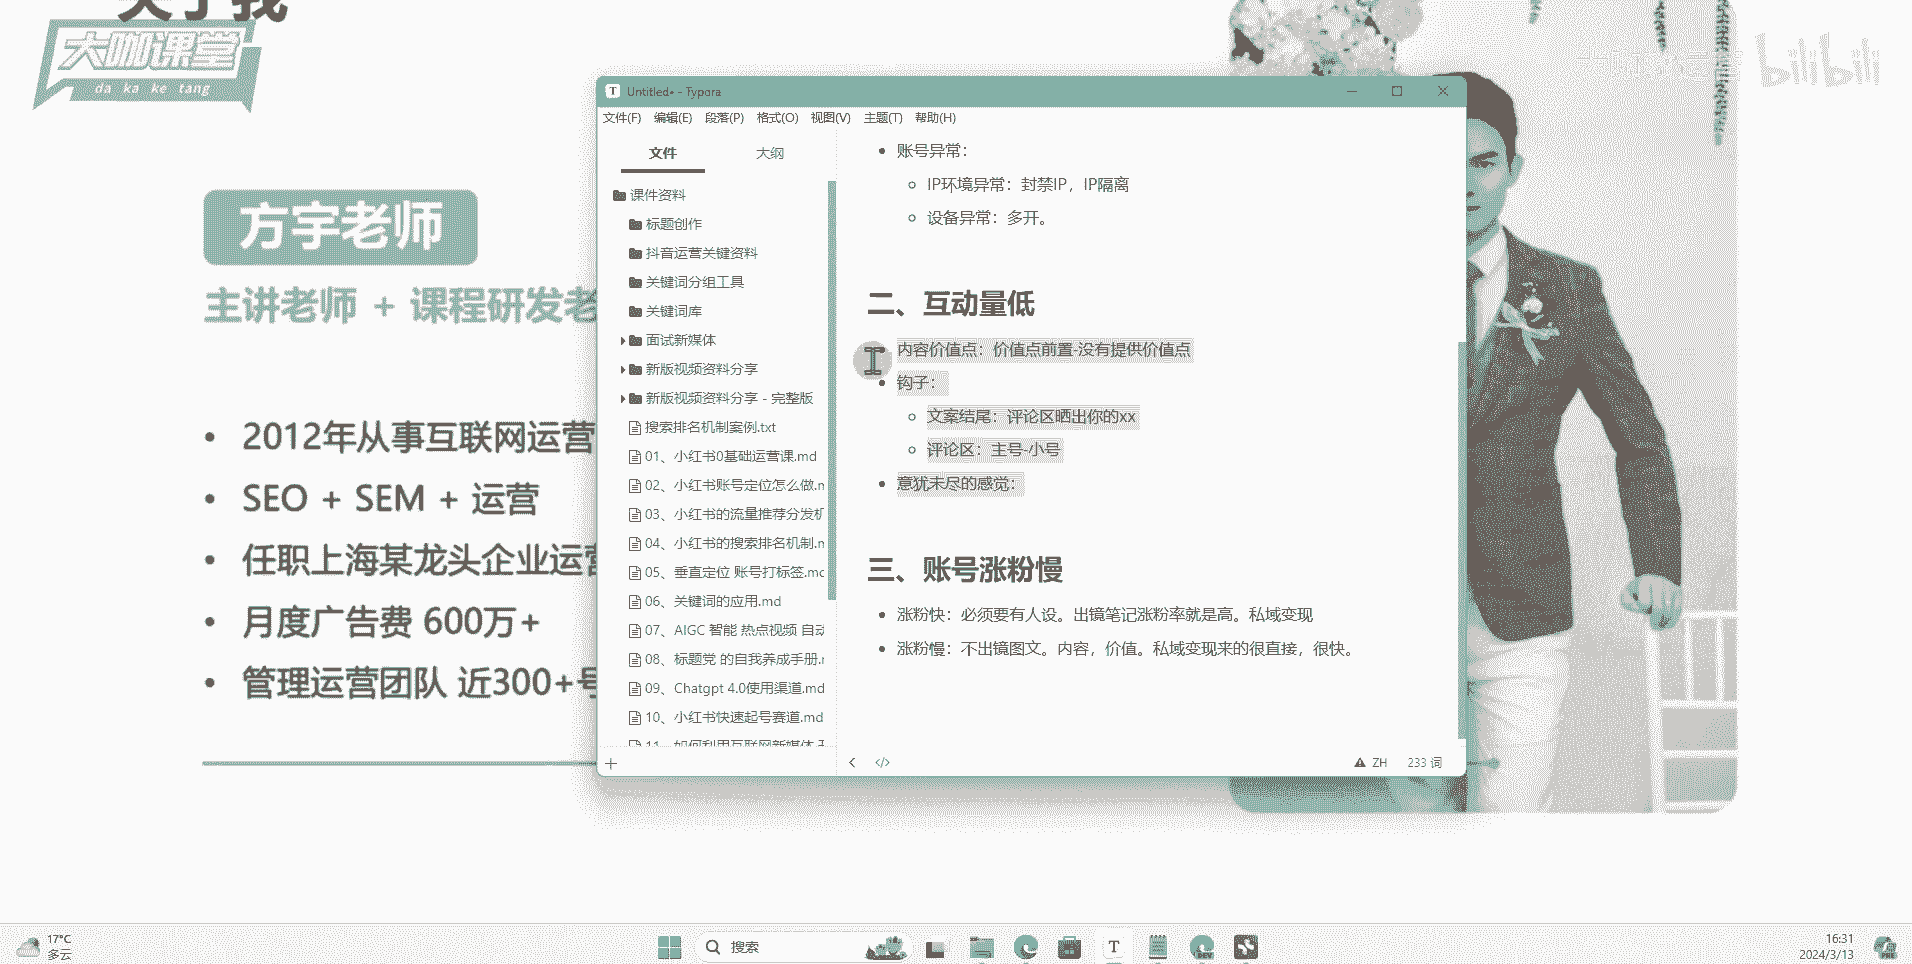 关于我
大咖课堂
da ka ke tang
bilibili
方宇老师
主讲老师 + 课程研发老
2012年从事互联网运营
SEO + SEM + 运营
任职上海某龙头企业运营
月度广告费 600万+
管理运营团队 近300+号
Untitled• - Typora
文件(F) 编辑(E) 段落(P) 格式(O) 视图(V) 主题(T) 帮助(H)
文件 大纲
课件资料
标题创作
抖音运营关键资料
关键词分组工具
关键词库
面试新媒体
新版视频资料分享
新版视频资料分享 - 完整版
搜索排名机制案例.txt
01、小红书0基础运营课.md
02、小红书账号定位怎么做.m
03、小红书的流量推荐分发机
04、小红书的搜索排名机制.m
05、垂直定位 账号打标签.md
06、关键词的应用.md
07、AIGC 智能 热点视频 自动
08、标题党 的自我养成手册.m
09、Chatgpt 4.0使用渠道.md
10、小红书快速起号赛道.md
11、如何利用互联网新媒体
账号异常：
IP环境异常：封禁IP，IP隔离
设备异常：多开。
二、互动量低
内容价值点：价值点前置-没有提供价值点
钩子：
文案结尾：评论区晒出你的xx
评论区：主号-小号
意犹未尽的感觉：
三、账号涨粉慢
涨粉快：必须要有人设。出镜笔记涨粉率就是高。私域变现
涨粉慢：不出镜图文。内容，价值。私域变现来的很直接，很快。
ZH 233 词
17°C
多云
搜索
16:31
2024/3/13